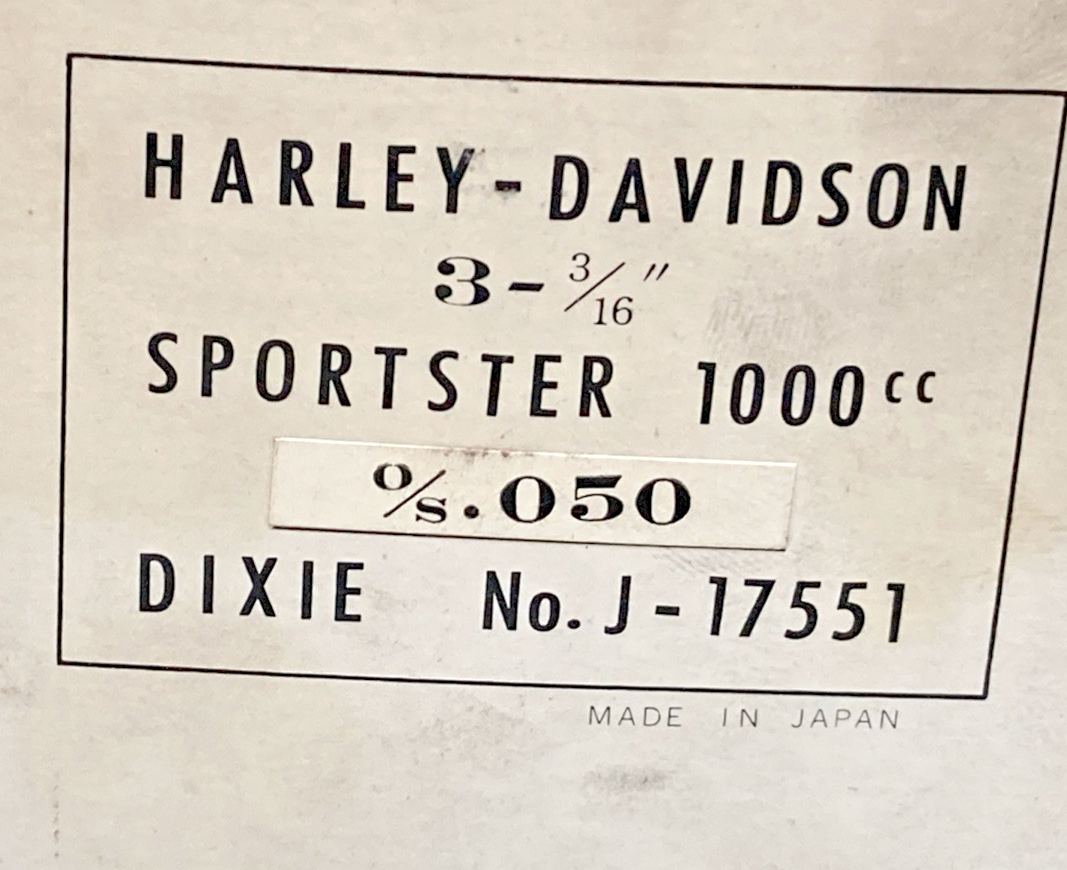 HARLEY-DAVIDSON
3-3/16"
SPORTSTER 1000cc
o/s.050
DIXIE No. J-17551
MADE IN JAPAN